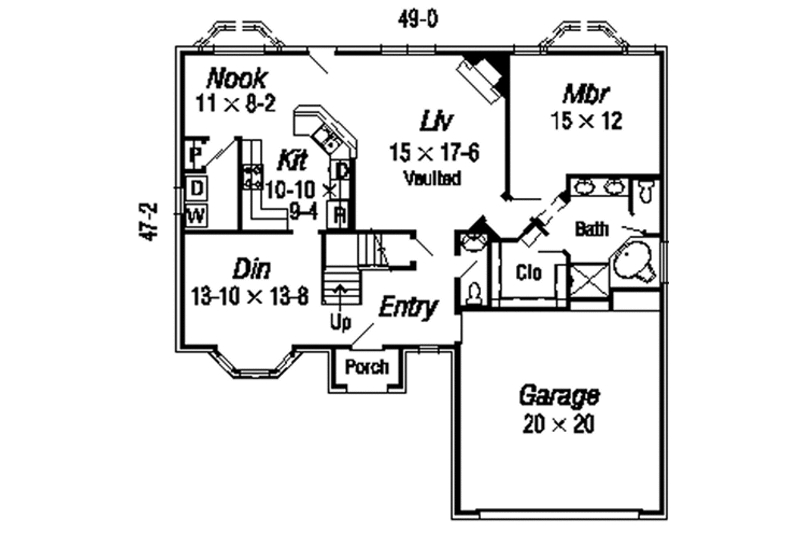 49-0
Nook
11 × 8-2
Liv
15 × 17-6
Vaulted
Mbr
15 × 12
P
D
W
Kit
10-10 ×
9-4
D
R
47-2
Bath
Clo
Din
13-10 × 13-8
Up
Entry
Porch
Garage
20 × 20